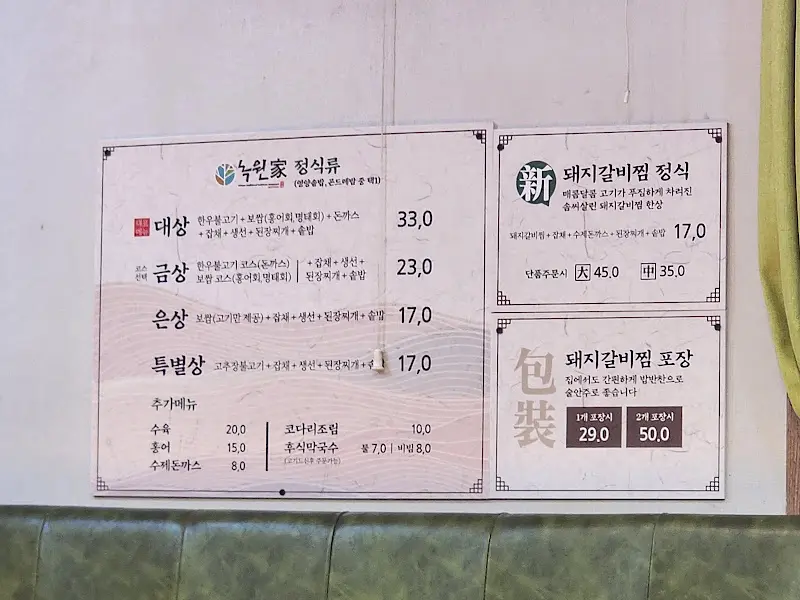 녹원家 정식류
(영양솥밥, 곤드레밥 중 택1)
대표
메뉴
대상
한우불고기 + 보쌈(홍어회,명태회) + 돈까스
+ 잡채 + 생선 + 된장찌개 + 솥밥
33,0
코스
선택
금상
한우불고기 코스(돈까스)
보쌈 코스(홍어회,명태회)
+ 잡채 + 생선 +
된장찌개 + 솥밥
23,0
은상 보쌈(고기만 제공) + 잡채 + 생선 + 된장찌개 + 솥밥 17,0
특별상 고추장불고기 + 잡채 + 생선 + 된장찌개 + 17,0
추가메뉴
수육 20,0
홍어 15,0
수제돈까스 8,0
코다리조림 10,0
후식막국수 물 7,0 | 비빔 8,0
(고기드신후 주문가능)
新
돼지갈비찜 정식
매콤달콤 고기가 푸짐하게 차려진
솜씨살린 돼지갈비찜 한상
돼지갈비찜 + 잡채 + 수제돈까스 + 된장찌개 + 솥밥 17,0
단품주문시 大 45.0 中 35.0
包裝
돼지갈비찜 포장
집에서도 간편하게 밥반찬으로
술안주로 좋습니다
1개 포장시
29.0
2개 포장시
50.0